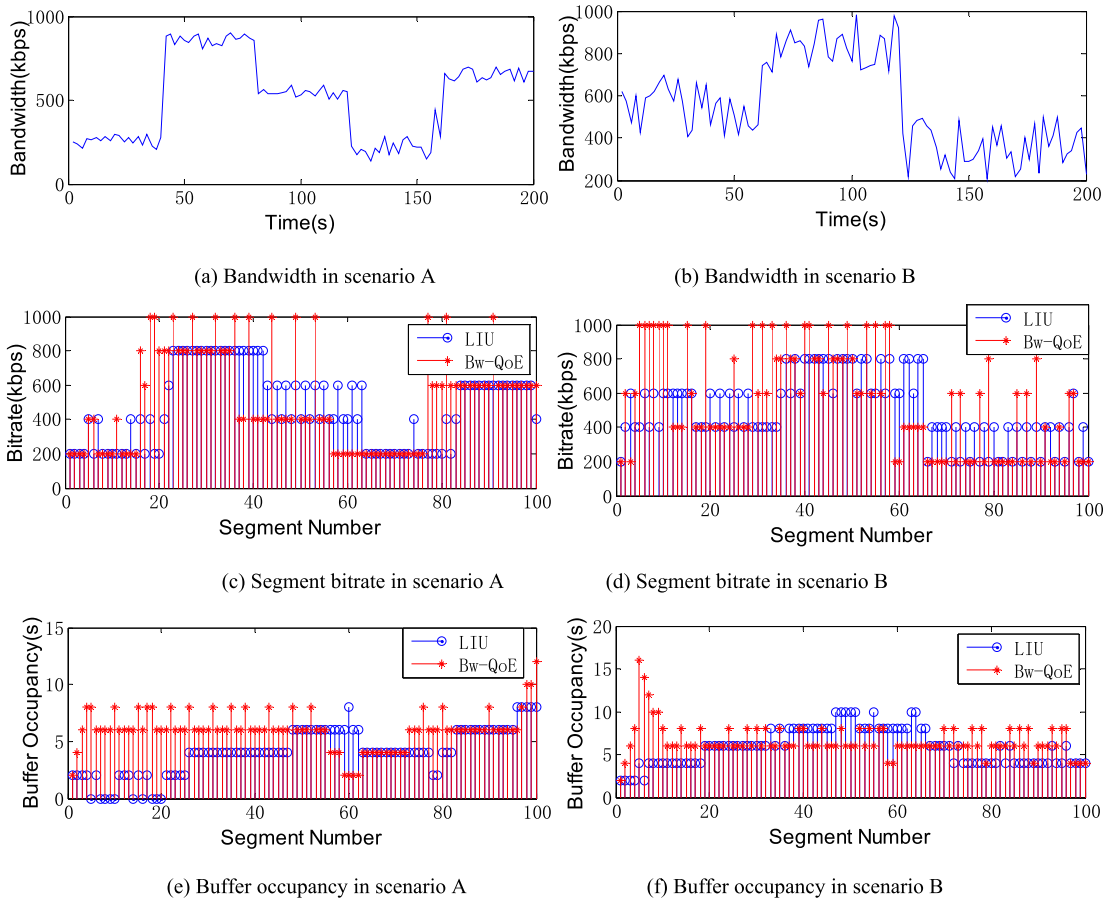 1000
500
0
0
50
100
150
200
Bandwidth(kbps)
Time(s)
(a) Bandwidth in scenario A
1000
800
600
400
200
0
50
100
150
200
Bandwidth(kbps)
Time(s)
(b) Bandwidth in scenario B
1000
800
600
400
200
0
0
20
40
60
80
100
Bitrate(kbps)
Segment Number
LIU
Bw-QoE
(c) Segment bitrate in scenario A
1000
800
600
400
200
0
0
20
40
60
80
100
Bitrate(kbps)
Segment Number
LIU
Bw-QoE
(d) Segment bitrate in scenario B
15
10
5
0
0
20
40
60
80
100
Buffer Occupancy(s)
Segment Number
LIU
Bw-QoE
(e) Buffer occupancy in scenario A
20
15
10
5
0
0
20
40
60
80
100
Buffer Occupancy(s)
Segment Number
LIU
Bw-QoE
(f) Buffer occupancy in scenario B